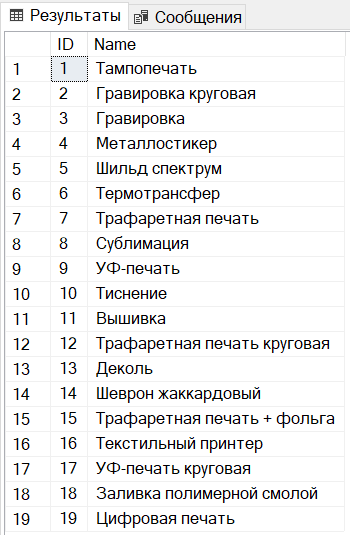 Результаты Сообщения
ID Name
1 1 Тампопечать
2 2 Гравировка круговая
3 3 Гравировка
4 4 Металлостикер
5 5 Шильд спектрум
6 6 Термотрансфер
7 7 Трафаретная печать
8 8 Сублимация
9 9 УФ-печать
10 10 Тиснение
11 11 Вышивка
12 12 Трафаретная печать круговая
13 13 Деколь
14 14 Шеврон жаккардовый
15 15 Трафаретная печать + фольга
16 16 Текстильный принтер
17 17 УФ-печать круговая
18 18 Заливка полимерной смолой
19 19 Цифровая печать